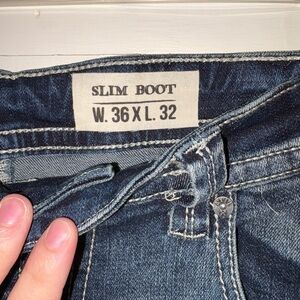 SLIM BOOT
W. 36 X L. 32